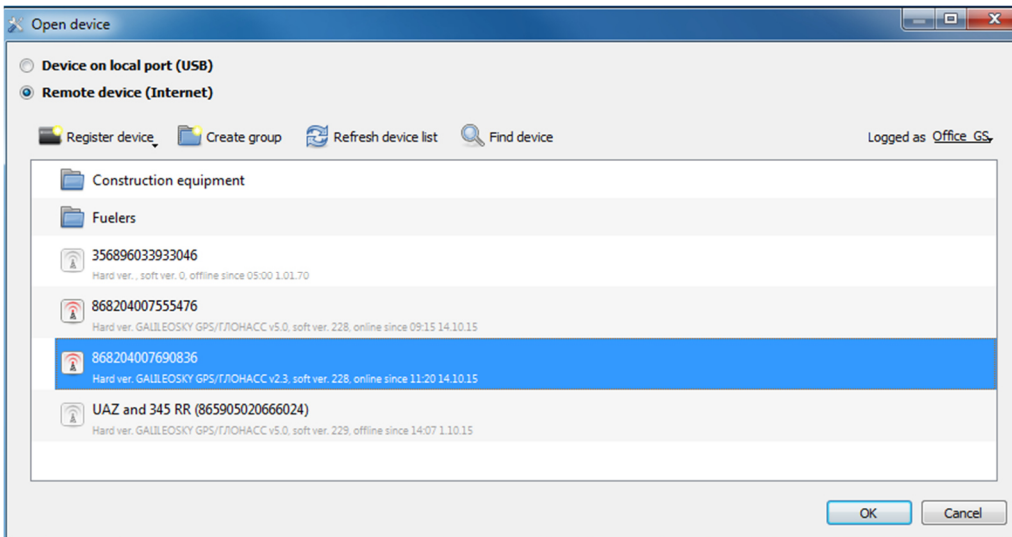 Open device
Device on local port (USB)
Remote device (Internet)
Register device Create group Refresh device list Find device Logged as Office_GS
Construction equipment
Fuelers
356896033933046
Hard ver. , soft ver. 0, offline since 05:00 1.01.70
868204007555476
Hard ver. GALILEOSKY GPS/ГЛОНАСС v5.0, soft ver. 228, online since 09:15 14.10.15
868204007690836
Hard ver. GALILEOSKY GPS/ГЛОНАСС v2.3, soft ver. 228, online since 11:20 14.10.15
UAZ and 345 RR (865905020666024)
Hard ver. GALILEOSKY GPS/ГЛОНАСС v5.0, soft ver. 229, offline since 14:07 1.10.15
OK Cancel